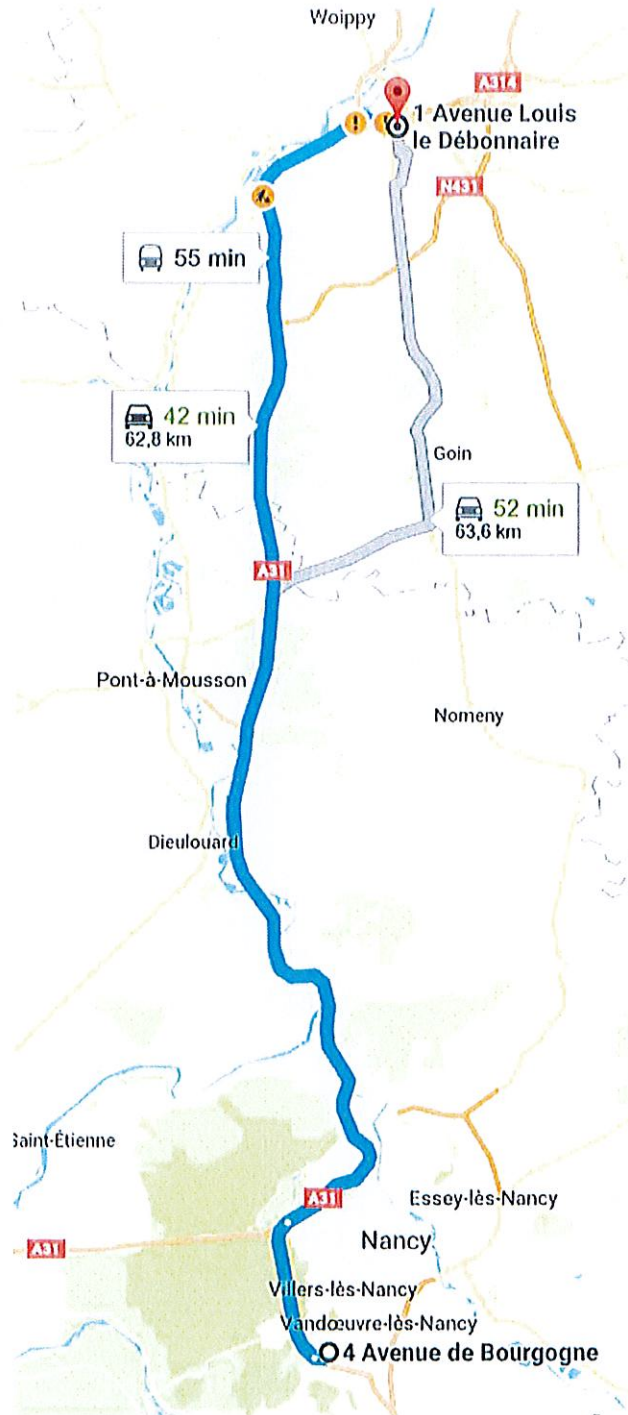 Woippy
A314
1 Avenue Louis
le Débonnaire
N431
55 min
42 min
62,8 km
Goin
52 min
63,6 km
A31
Pont-à-Mousson
Nomeny
Dieulouard
Saint-Étienne
A31
Essey-lès-Nancy
A31
Nancy
Villers-lès-Nancy
Vandœuvre-lès-Nancy
4 Avenue de Bourgogne